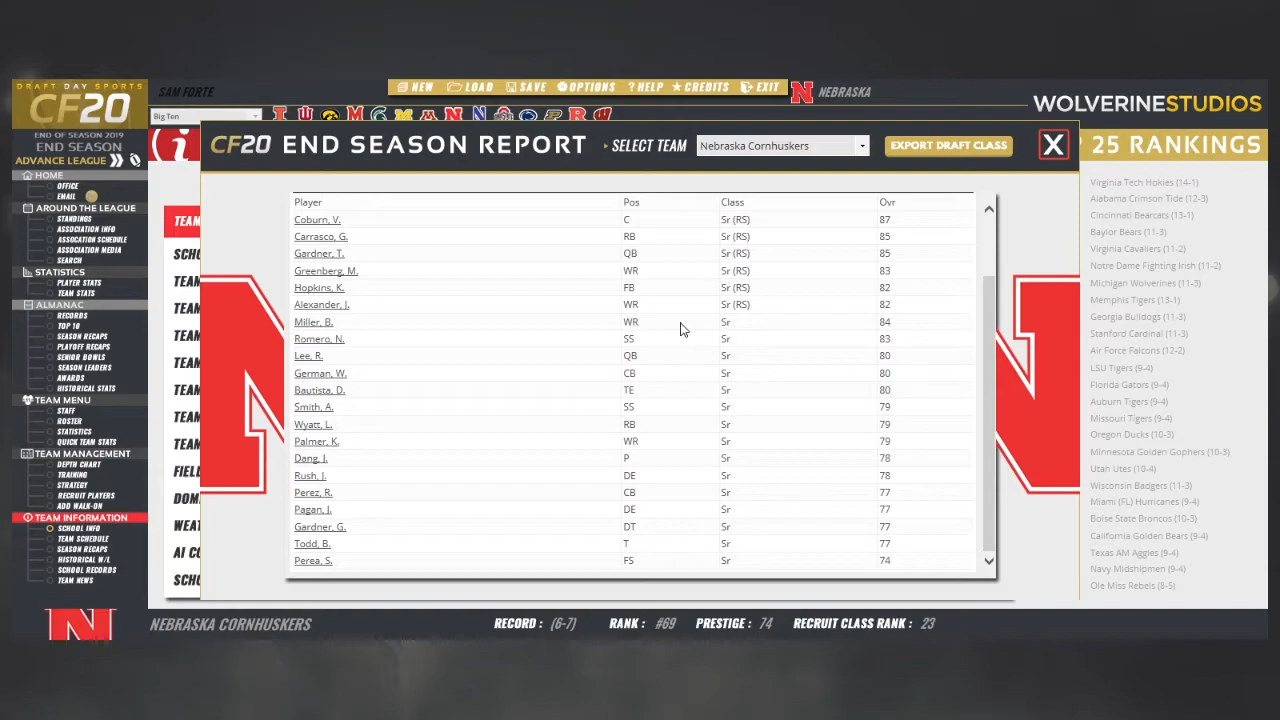 DRAFT DAY SPORTS
CF20
END OF SEASON 2019
END SEASON
ADVANCE LEAGUE
SAM FORTE
Big Ten
NEW LOAD SAVE OPTIONS ? HELP CREDITS EXIT
NEBRASKA
WOLVERINESTUDIOS
CF20 END SEASON REPORT
SELECT TEAM Nebraska Cornhuskers
EXPORT DRAFT CLASS
X
25 RANKINGS
HOME
OFFICE
EMAIL
AROUND THE LEAGUE
STANDINGS
ASSOCIATION INFO
ASSOCATION SCHEDULE
ASSOCIATION MEDIA
SEARCH
STATISTICS
PLAYER STATS
TEAM STATS
ALMANAC
RECORDS
TOP 10
SEASON RECAPS
PLAYOFF RECAPS
SENIOR BOWLS
SEASON LEADERS
AWARDS
HISTORICAL STATS
TEAM MENU
STAFF
ROSTER
STATISTICS
QUICK TEAM STATS
TEAM MANAGEMENT
DEPTH CHART
TRAINING
STRATEGY
RECRUIT PLAYERS
ADD WALK-ON
TEAM INFORMATION
SCHOOL INFO
TEAM SCHEDULE
SEASON RECAPS
HISTORICAL W/L
SCHOOL RECORDS
TEAM NEWS
TEAM
SCHO
TEAM
TEAM
TEAM
TEAM
TEAM
TEAM
TEAM
FIEL
DOM
WEAT
AI CO
SCHO
Player Pos Class Ovr
Coburn, V. C Sr (RS) 87
Carrasco, G. RB Sr (RS) 85
Gardner, T. QB Sr (RS) 85
Greenberg, M. WR Sr (RS) 83
Hopkins, K. FB Sr (RS) 82
Alexander, J. WR Sr (RS) 82
Miller, B. WR Sr 84
Romero, N. SS Sr 83
Lee, R. QB Sr 80
German, W. CB Sr 80
Bautista, D. TE Sr 80
Smith, A. SS Sr 79
Wyatt, L. RB Sr 79
Palmer, K. WR Sr 79
Dang, J. P Sr 78
Rush, J. DE Sr 78
Perez, R. CB Sr 77
Pagan, J. DE Sr 77
Gardner, G. DT Sr 77
Todd, B. T Sr 77
Perea, S. FS Sr 74
Virginia Tech Hokies (14-1)
Alabama Crimson Tide (12-3)
Cincinnati Bearcats (13-1)
Baylor Bears (11-3)
Virginia Cavaliers (11-2)
Notre Dame Fighting Irish (11-2)
Michigan Wolverines (11-3)
Memphis Tigers (13-1)
Georgia Bulldogs (11-3)
Stanford Cardinal (11-3)
Air Force Falcons (12-2)
LSU Tigers (9-4)
Florida Gators (9-4)
Auburn Tigers (9-4)
Missouri Tigers (9-4)
Oregon Ducks (10-3)
Minnesota Golden Gophers (10-3)
Utah Utes (10-4)
Wisconsin Badgers (11-3)
Miami (FL) Hurricanes (9-4)
Boise State Broncos (10-3)
California Golden Bears (9-4)
Texas AM Aggies (9-4)
Navy Midshipmen (9-4)
Ole Miss Rebels (8-5)
NEBRASKA CORNHUSKERS
RECORD : (6-7) RANK : #69 PRESTIGE : 74 RECRUIT CLASS RANK : 23